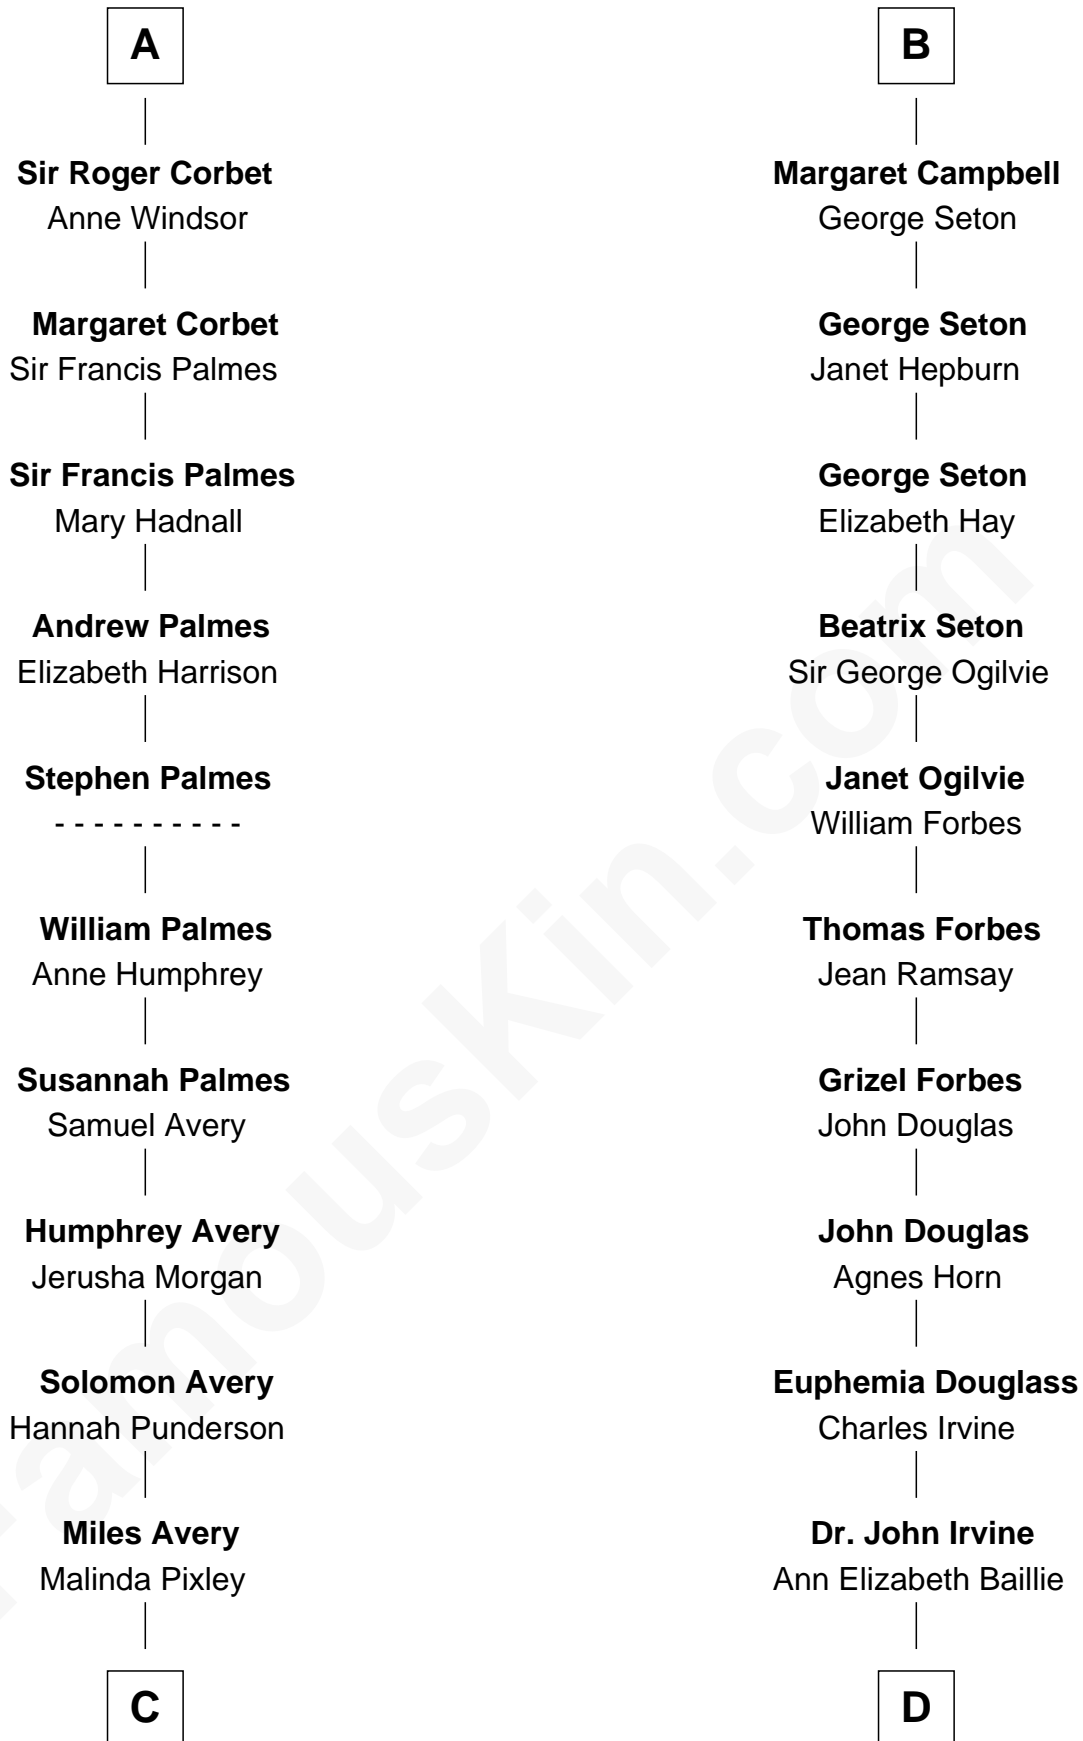 A
Sir Roger Corbet
Anne Windsor
Margaret Corbet
Sir Francis Palmes
Sir Francis Palmes
Mary Hadnall
Andrew Palmes
Elizabeth Harrison
Stephen Palmes
- - - - - - - - - -
William Palmes
Anne Humphrey
Susannah Palmes
Samuel Avery
Humphrey Avery
Jerusha Morgan
Solomon Avery
Hannah Punderson
Miles Avery
Malinda Pixley
C
B
Margaret Campbell
George Seton
George Seton
Janet Hepburn
George Seton
Elizabeth Hay
Beatrix Seton
Sir George Ogilvie
Janet Ogilvie
William Forbes
Thomas Forbes
Jean Ramsay
Grizel Forbes
John Douglas
John Douglas
Agnes Horn
Euphemia Douglass
Charles Irvine
Dr. John Irvine
Ann Elizabeth Baillie
D
FamousKin.com